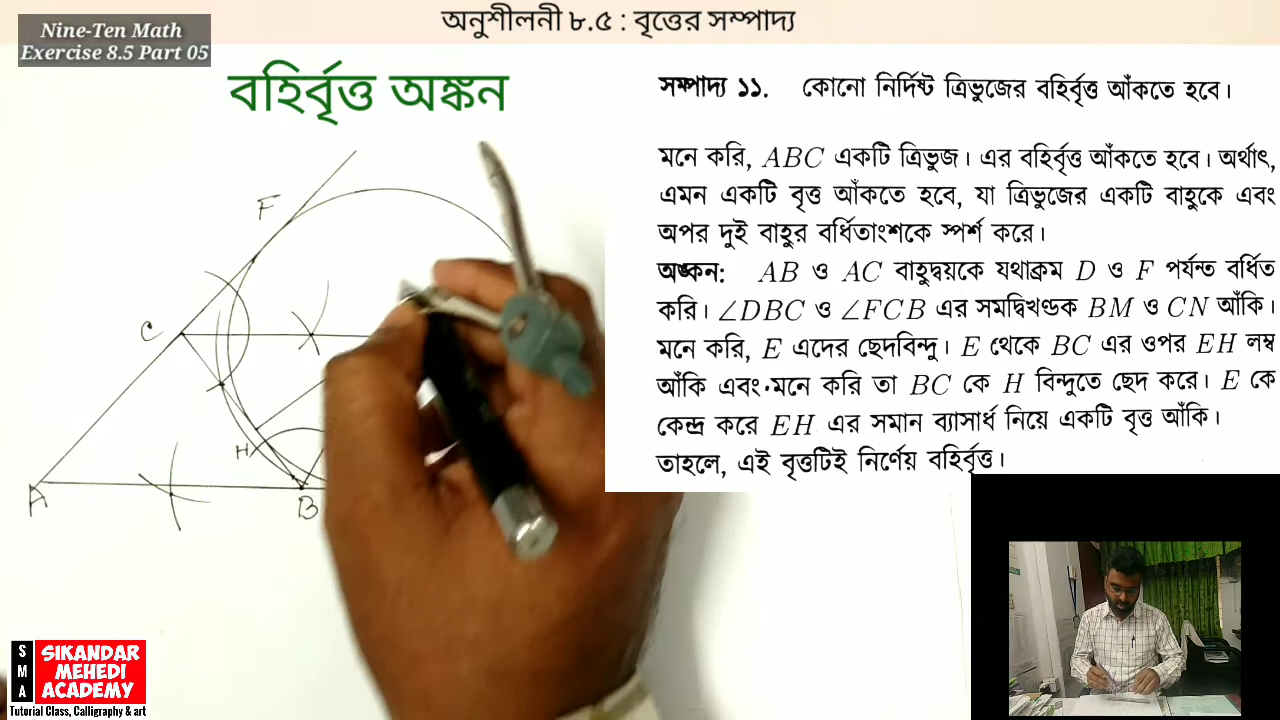 অনুশীলনী ৮.৫ : বৃত্তের সম্পাদ্য
Nine-Ten Math
Exercise 8.5 Part 05
বহির্বৃত্ত অঙ্কন
সম্পাদ্য ১১. কোনো নির্দিষ্ট ত্রিভুজের বহির্বৃত্ত আঁকতে হবে।
মনে করি, ABC একটি ত্রিভুজ। এর বহির্বৃত্ত আঁকতে হবে। অর্থাৎ,
এমন একটি বৃত্ত আঁকতে হবে, যা ত্রিভুজের একটি বাহুকে এবং
অপর দুই বাহুর বর্ধিতাংশকে স্পর্শ করে।
অঙ্কন: AB ও AC বাহুদ্বয়কে যথাক্রম D ও F পর্যন্ত বর্ধিত
করি। ∠DBC ও ∠FCB এর সমদ্বিখণ্ডক BM ও CN আঁকি।
মনে করি, E এদের ছেদবিন্দু। E থেকে BC এর ওপর EH লম্ব
আঁকি এবং মনে করি তা BC কে H বিন্দুতে ছেদ করে। E কে
কেন্দ্র করে EH এর সমান ব্যাসার্ধ নিয়ে একটি বৃত্ত আঁকি।
তাহলে, এই বৃত্তটিই নির্ণেয় বহির্বৃত্ত।
F
C
H
A
B
S M A
SIKANDAR
MEHEDI
ACADEMY
Tutorial Class, Calligraphy & art